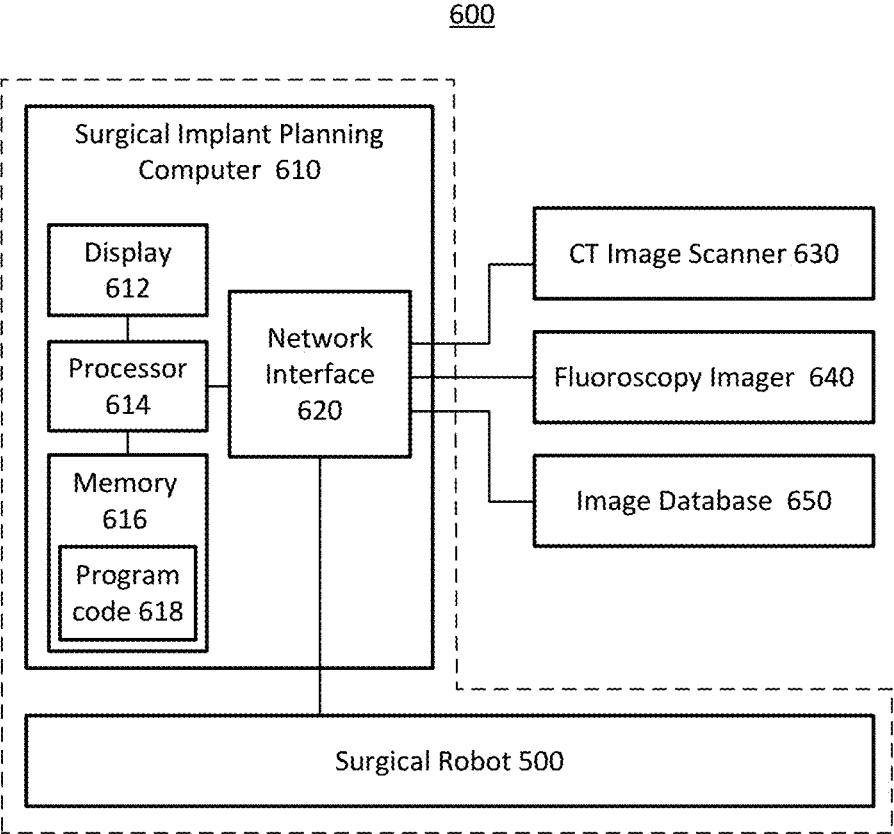 600
Surgical Implant Planning
Computer 610
Display
612
Processor
614
Memory
616
Program
code 618
Network
Interface
620
CT Image Scanner 630
Fluoroscopy Imager 640
Image Database 650
Surgical Robot 500